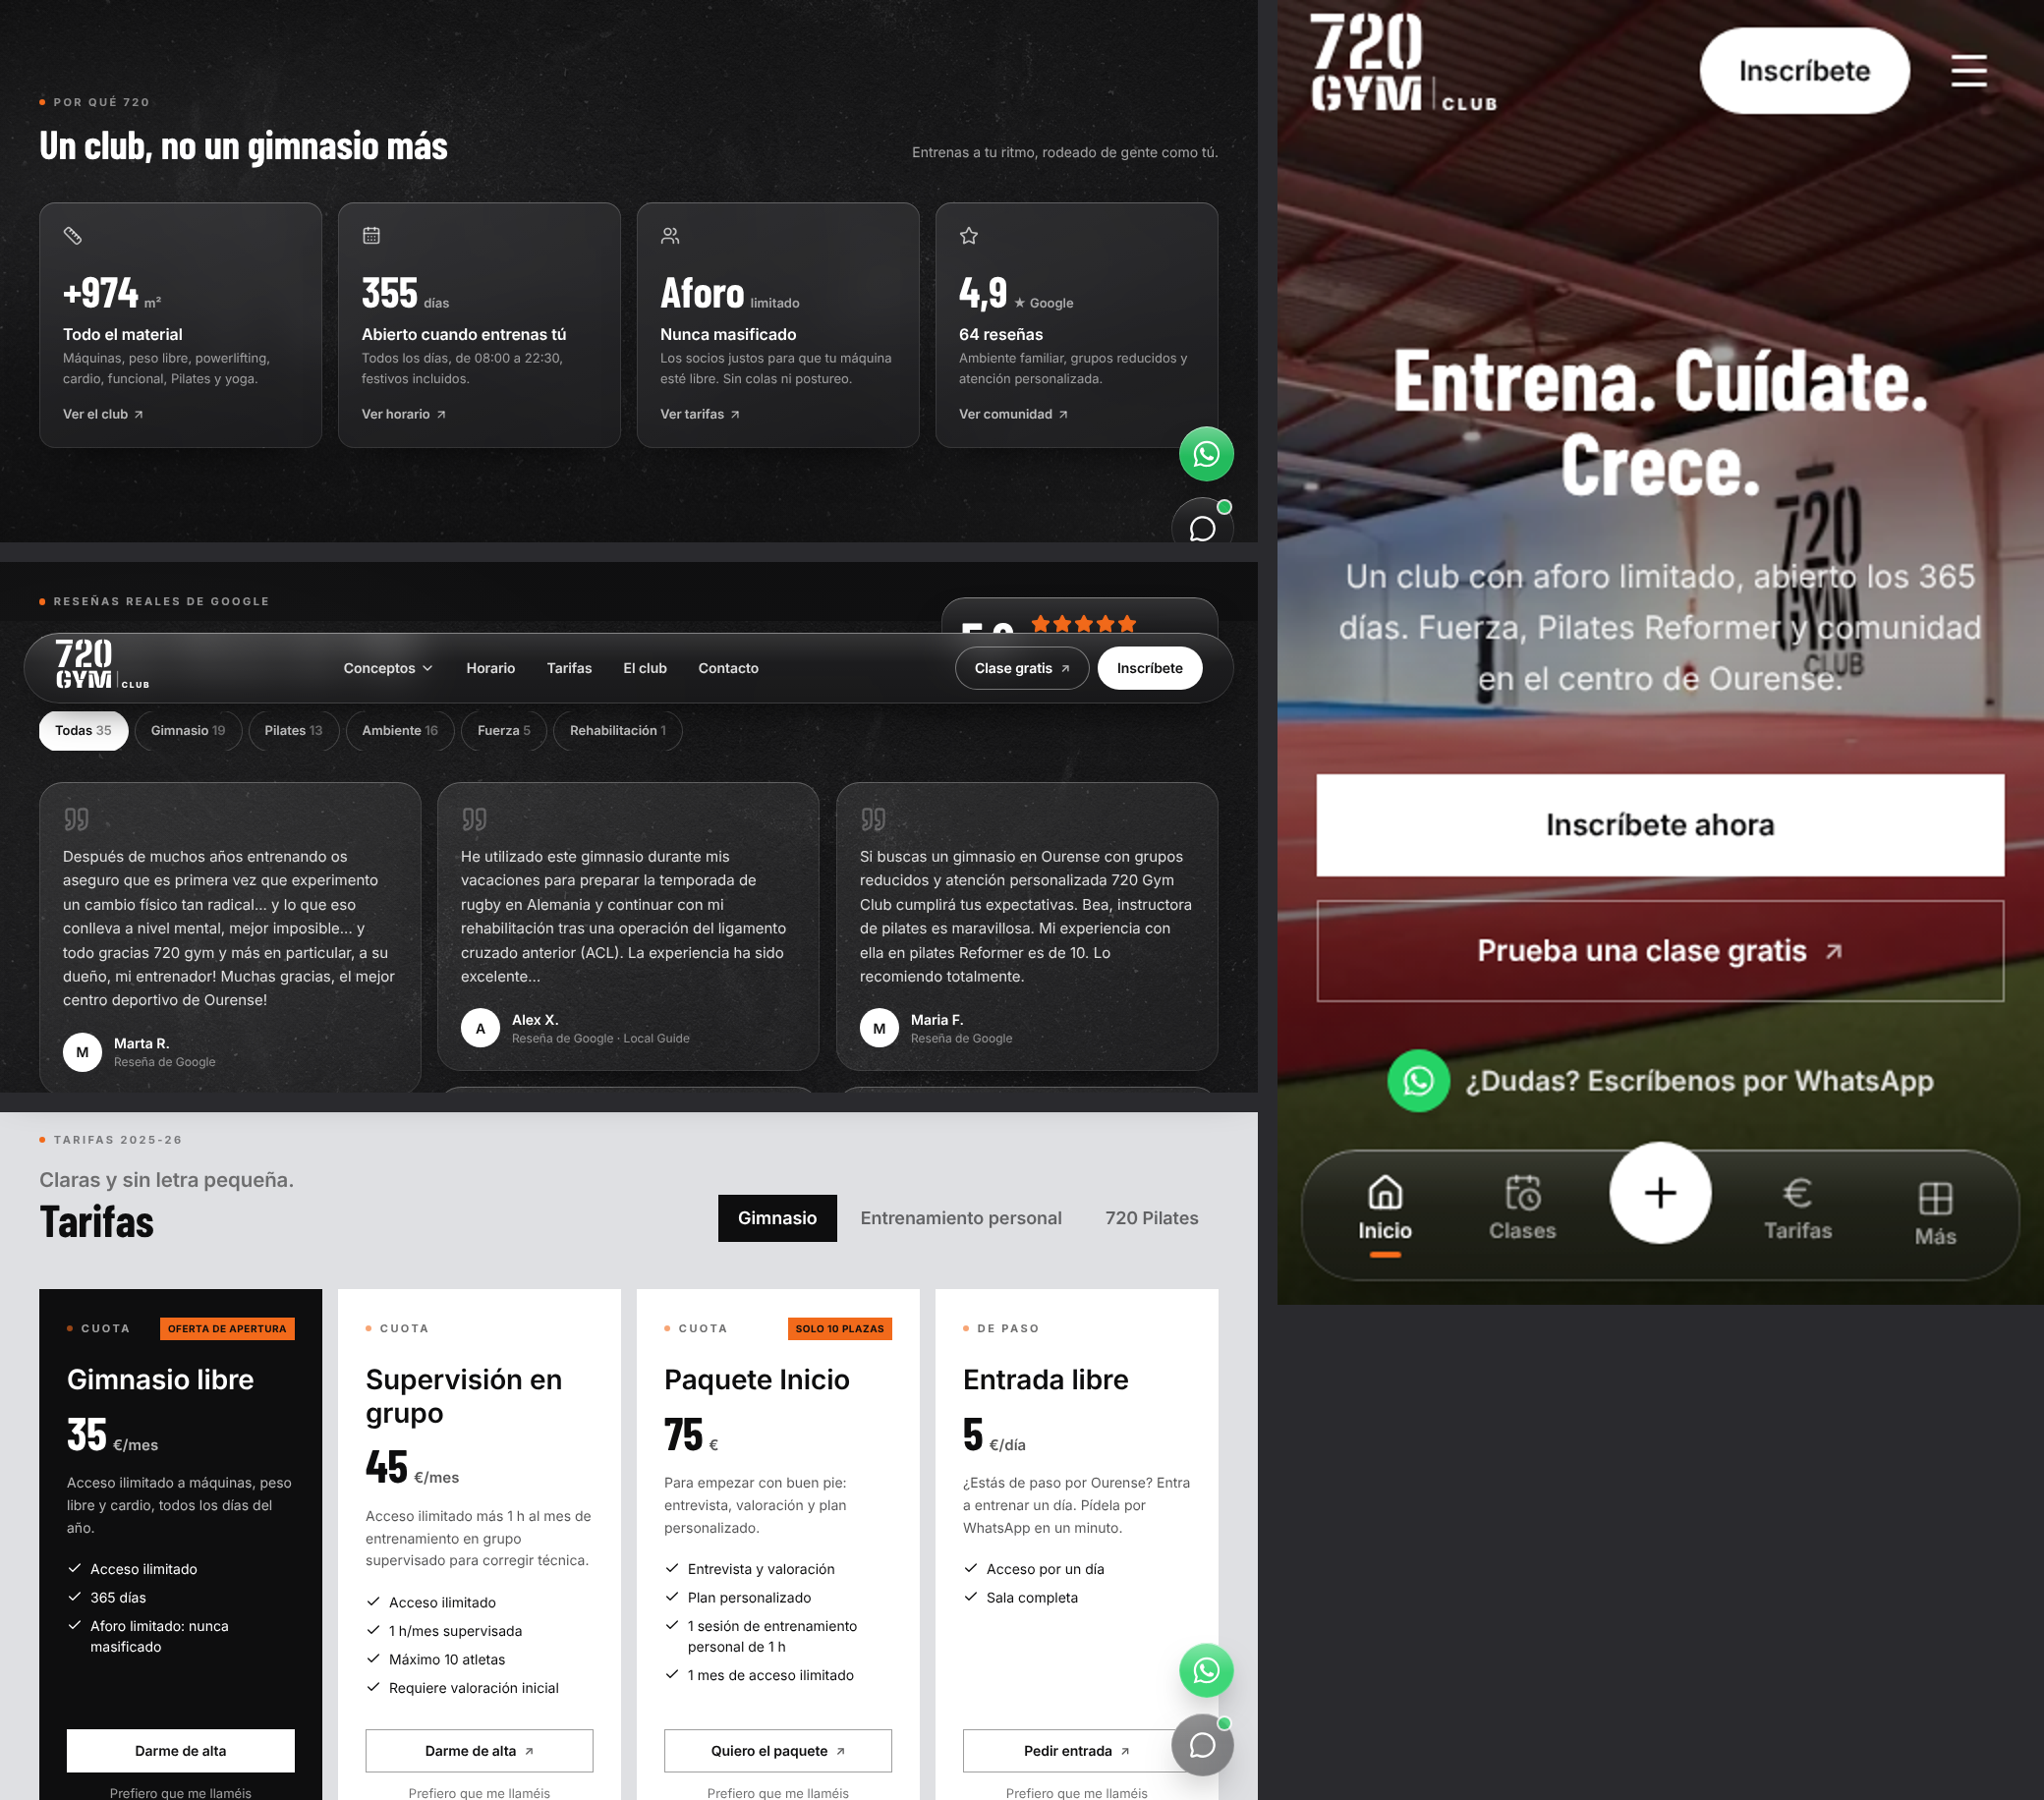 POR QUÉ 720
Un club, no un gimnasio más
Entrenas a tu ritmo, rodeado de gente como tú.
+974 m²
Todo el material
Máquinas, peso libre, powerlifting,
cardio, funcional, Pilates y yoga.
Ver el club
355 días
Abierto cuando entrenas tú
Todos los días, de 08:00 a 22:30,
festivos incluidos.
Ver horario
Aforo limitado
Nunca masificado
Los socios justos para que tu máquina
esté libre. Sin colas ni postureo.
Ver tarifas
4,9 ★ Google
64 reseñas
Ambiente familiar, grupos reducidos y
atención personalizada.
Ver comunidad
RESEÑAS REALES DE GOOGLE
720
GYM | CLUB
Conceptos
Horario
Tarifas
El club
Contacto
Clase gratis
Inscríbete
Todas 35
Gimnasio 19
Pilates 13
Ambiente 16
Fuerza 5
Rehabilitación 1
Después de muchos años entrenando os
aseguro que es primera vez que experimento
un cambio físico tan radical... y lo que eso
conlleva a nivel mental, mejor imposible... y
todo gracias 720 gym y más en particular, a su
dueño, mi entrenador! Muchas gracias, el mejor
centro deportivo de Ourense!
M
Marta R.
Reseña de Google
He utilizado este gimnasio durante mis
vacaciones para preparar la temporada de
rugby en Alemania y continuar con mi
rehabilitación tras una operación del ligamento
cruzado anterior (ACL). La experiencia ha sido
excelente...
A
Alex X.
Reseña de Google · Local Guide
Si buscas un gimnasio en Ourense con grupos
reducidos y atención personalizada 720 Gym
Club cumplirá tus expectativas. Bea, instructora
de pilates es maravillosa. Mi experiencia con
ella en pilates Reformer es de 10. Lo
recomiendo totalmente.
M
Maria F.
Reseña de Google
TARIFAS 2025-26
Claras y sin letra pequeña.
Tarifas
Gimnasio
Entrenamiento personal
720 Pilates
CUOTA
OFERTA DE APERTURA
Gimnasio libre
35 €/mes
Acceso ilimitado a máquinas, peso
libre y cardio, todos los días del
año.
Acceso ilimitado
365 días
Aforo limitado: nunca
masificado
Darme de alta
Prefiero que me llaméis
CUOTA
Supervisión en
grupo
45 €/mes
Acceso ilimitado más 1 h al mes de
entrenamiento en grupo
supervisado para corregir técnica.
Acceso ilimitado
1 h/mes supervisada
Máximo 10 atletas
Requiere valoración inicial
Darme de alta
Prefiero que me llaméis
CUOTA
SOLO 10 PLAZAS
Paquete Inicio
75 €
Para empezar con buen pie:
entrevista, valoración y plan
personalizado.
Entrevista y valoración
Plan personalizado
1 sesión de entrenamiento
personal de 1 h
1 mes de acceso ilimitado
Quiero el paquete
Prefiero que me llaméis
DE PASO
Entrada libre
5 €/día
¿Estás de paso por Ourense? Entra
a entrenar un día. Pídela por
WhatsApp en un minuto.
Acceso por un día
Sala completa
Pedir entrada
Prefiero que me llaméis
720
GYM | CLUB
Inscríbete
Entrena. Cuídate.
Crece.
720
GYM
CLUB
Un club con aforo limitado, abierto los 365
días. Fuerza, Pilates Reformer y comunidad
en el centro de Ourense.
Inscríbete ahora
Prueba una clase gratis
¿Dudas? Escríbenos por WhatsApp
Inicio
Clases
Tarifas
Más